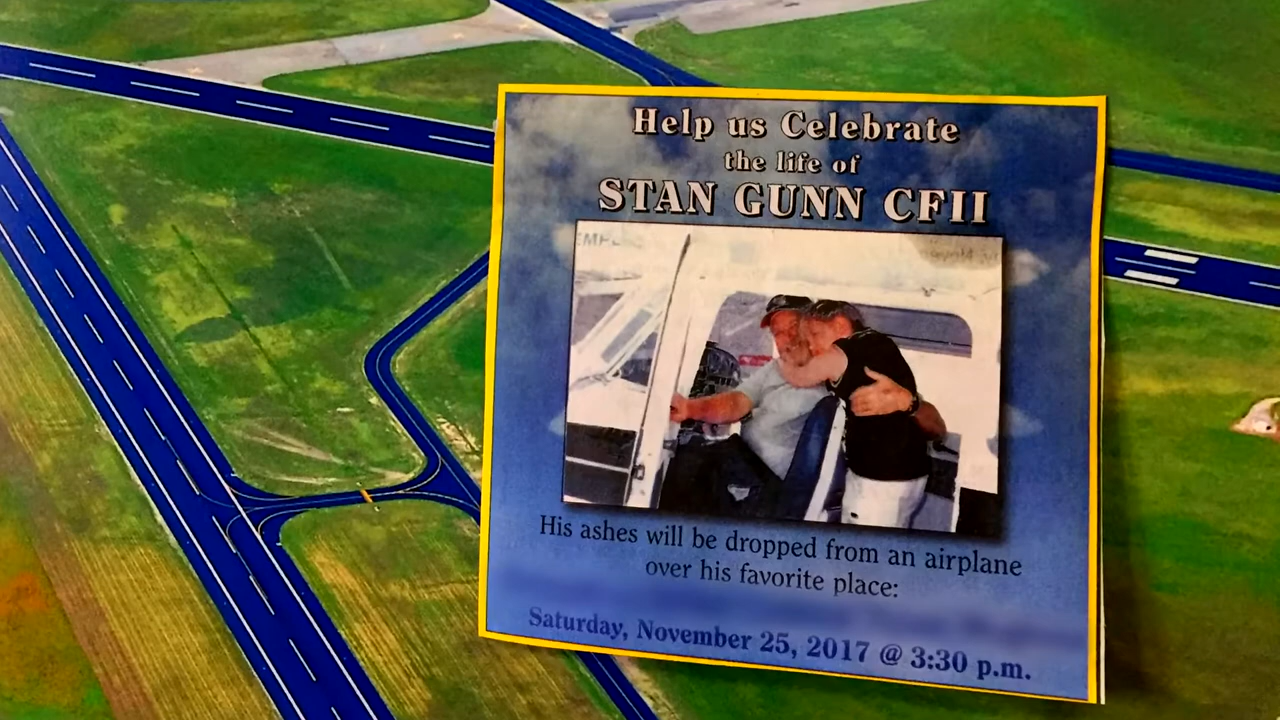 Help us Celebrate
the life of
STAN GUNN CFII
His ashes will be dropped from an airplane
over his favorite place:
Saturday, November 25, 2017 @ 3:30 p.m.